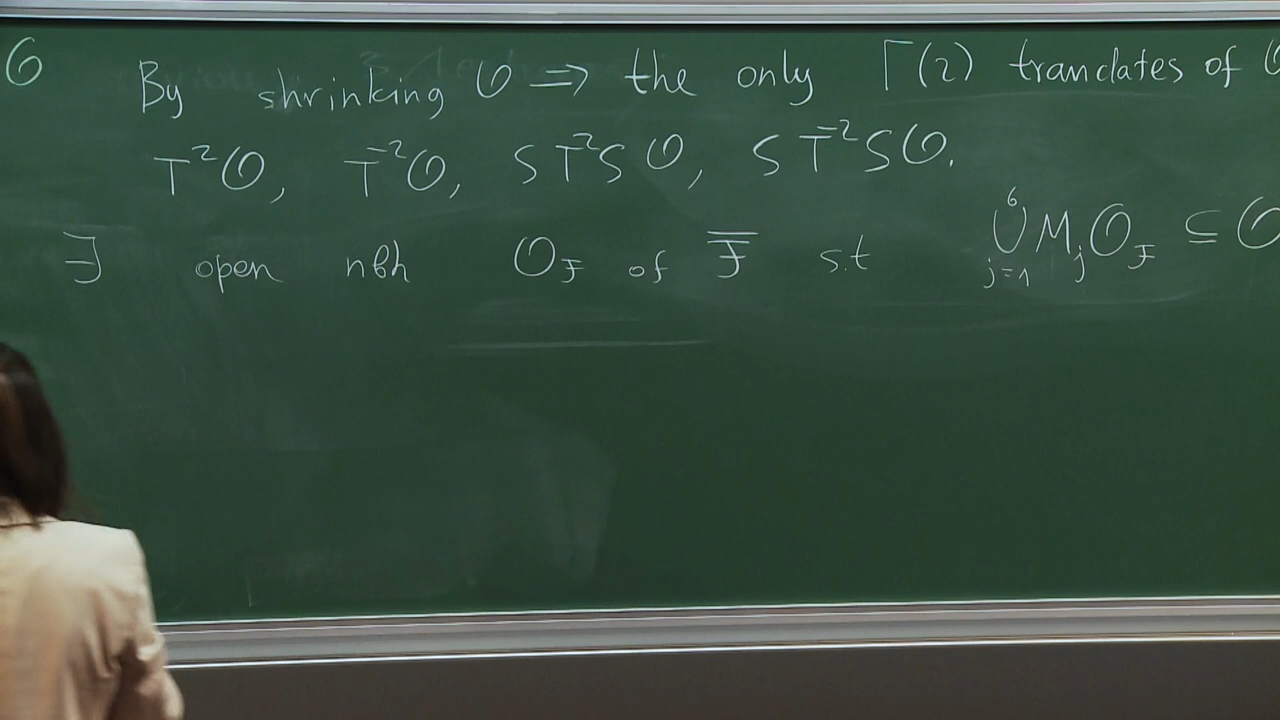 6 By shrinking O ⇒ the only Γ(2) tranclates of O
T²O, T⁻²O, ST²SO, ST⁻²SO.
∃ open nbh O_F of F̅ s.t ⋃_{j=1}^{6} M_j O_F ⊆ O